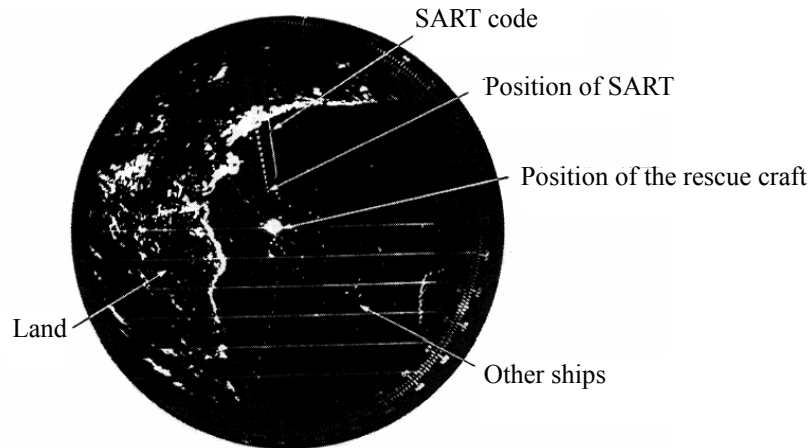 SART code
Position of SART
Position of the rescue craft
Land
Other ships